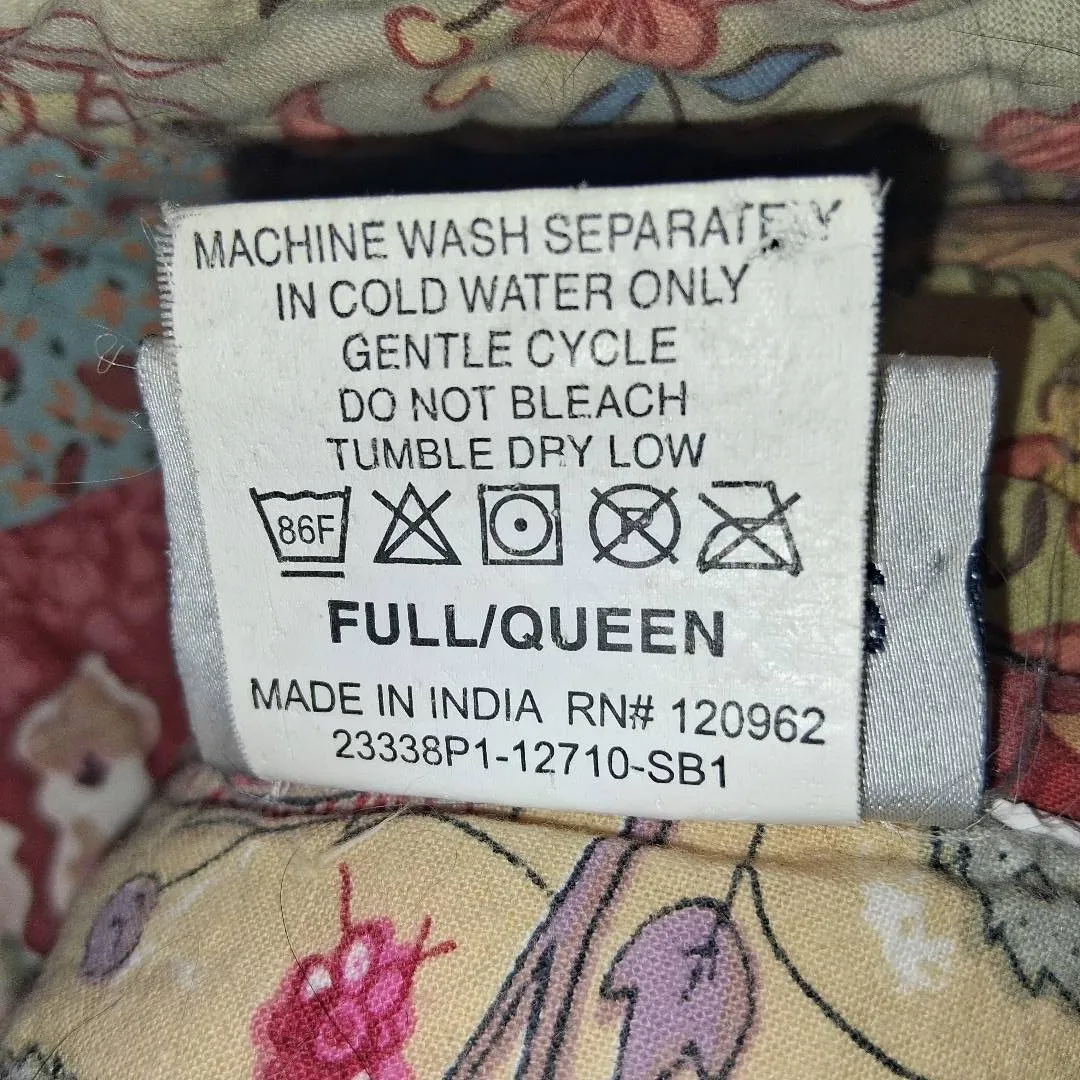 MACHINE WASH SEPARATELY
IN COLD WATER ONLY
GENTLE CYCLE
DO NOT BLEACH
TUMBLE DRY LOW
86F P
FULL/QUEEN
MADE IN INDIA RN# 120962
23338P1-12710-SB1